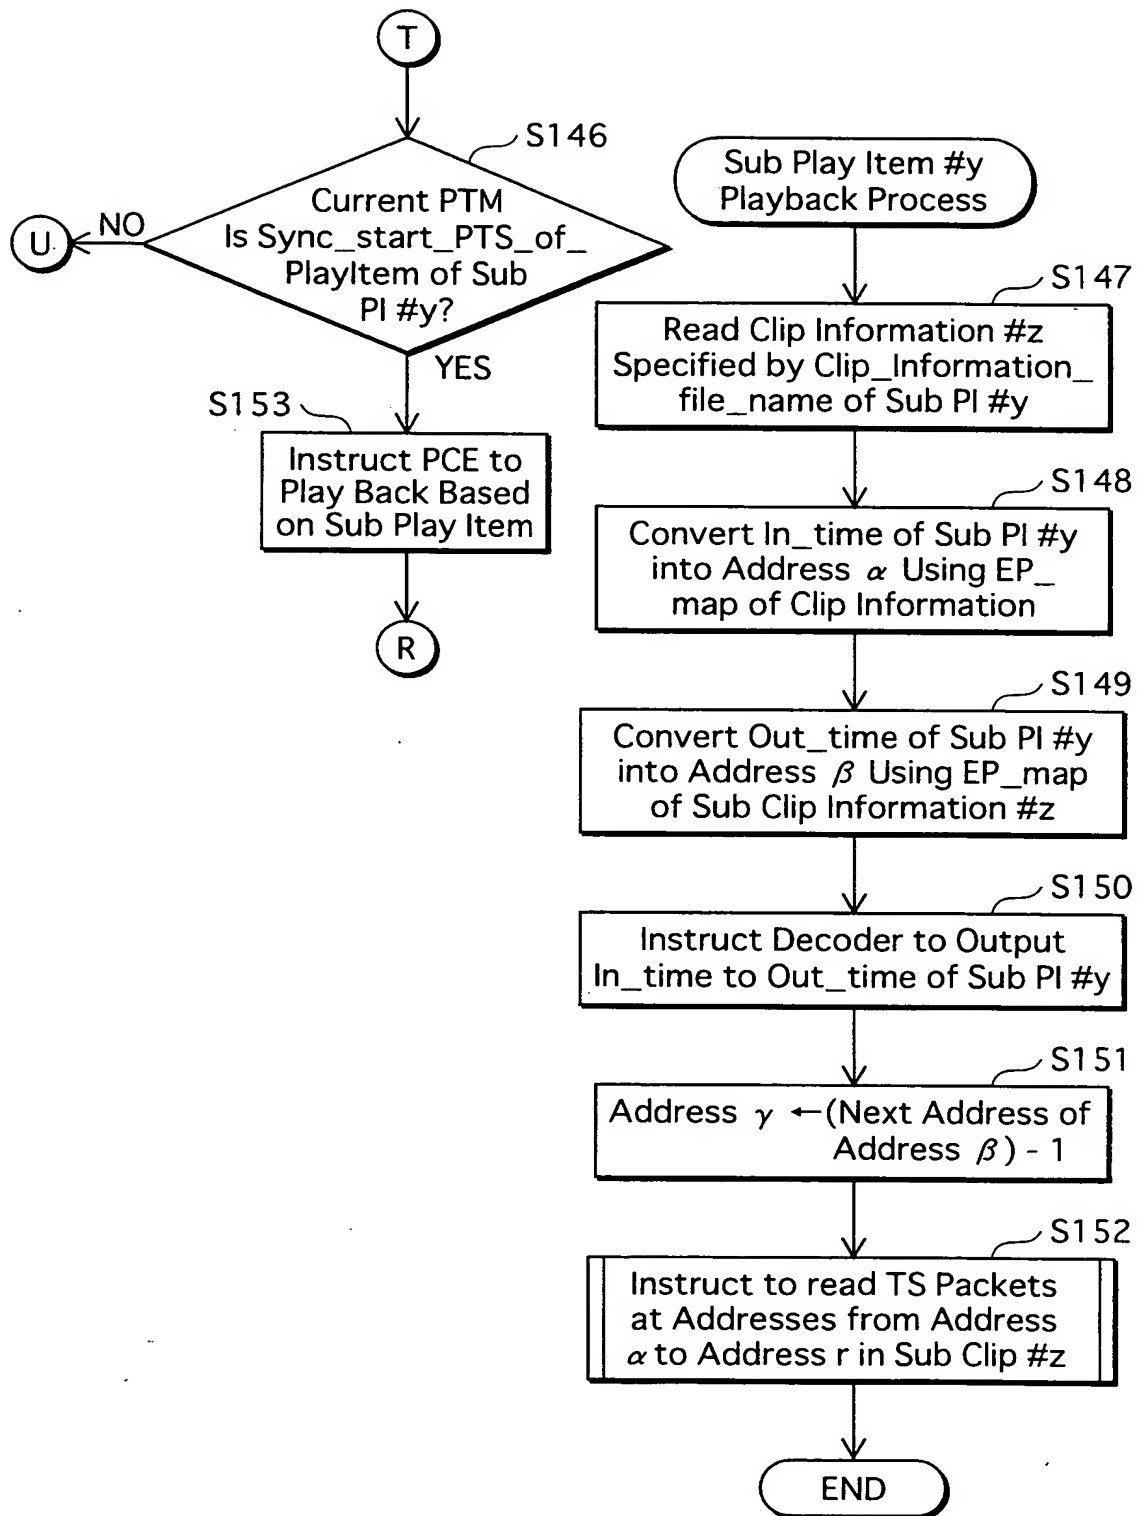 T
S146
Current PTM
Is Sync_start_PTS_of_
PlayItem of Sub
PI #y?
NO
U
YES
S153
Instruct PCE to
Play Back Based
on Sub Play Item
R
Sub Play Item #y
Playback Process
S147
Read Clip Information #z
Specified by Clip_Information_
file_name of Sub PI #y
S148
Convert In_time of Sub PI #y
into Address α Using EP_
map of Clip Information
S149
Convert Out_time of Sub PI #y
into Address β Using EP_map
of Sub Clip Information #z
S150
Instruct Decoder to Output
In_time to Out_time of Sub PI #y
S151
Address γ ←(Next Address of
Address β) - 1
S152
Instruct to read TS Packets
at Addresses from Address
α to Address r in Sub Clip #z
END